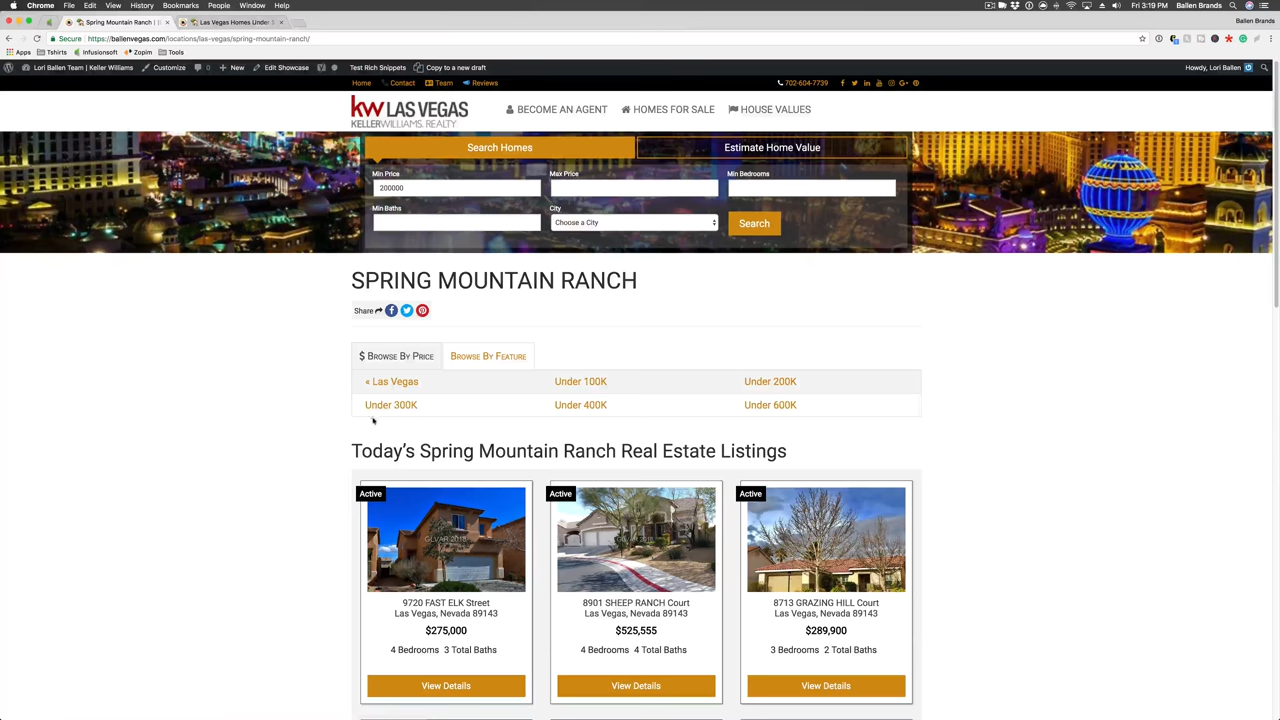 Chrome File Edit View History Bookmarks People Window Help
Fri 3:19 PM Ballen Brands
Spring Mountain Ranch | (
Las Vegas Homes Under $
Ballen Brands
Secure https://ballenvegas.com/locations/las-vegas/spring-mountain-ranch/
Apps Tshirts Infusionsoft Zopim Tools
Lori Ballen Team | Keller Williams Customize 0 New Edit Showcase Test Rich Snippets Copy to a new draft Howdy, Lori Ballen
Home Contact Team Reviews 702-604-7739
kw LAS VEGAS
KELLERWILLIAMS. REALTY
BECOME AN AGENT HOMES FOR SALE HOUSE VALUES
Search Homes Estimate Home Value
Min Price Max Price Min Bedrooms
200000
Min Baths City
Choose a City Search
SPRING MOUNTAIN RANCH
Share
$ BROWSE BY PRICE BROWSE BY FEATURE
« Las Vegas Under 100K Under 200K
Under 300K Under 400K Under 600K
Today's Spring Mountain Ranch Real Estate Listings
Active Active Active
9720 FAST ELK Street 8901 SHEEP RANCH Court 8713 GRAZING HILL Court
Las Vegas, Nevada 89143 Las Vegas, Nevada 89143 Las Vegas, Nevada 89143
$275,000 $525,555 $289,900
4 Bedrooms 3 Total Baths 4 Bedrooms 4 Total Baths 3 Bedrooms 2 Total Baths
View Details View Details View Details